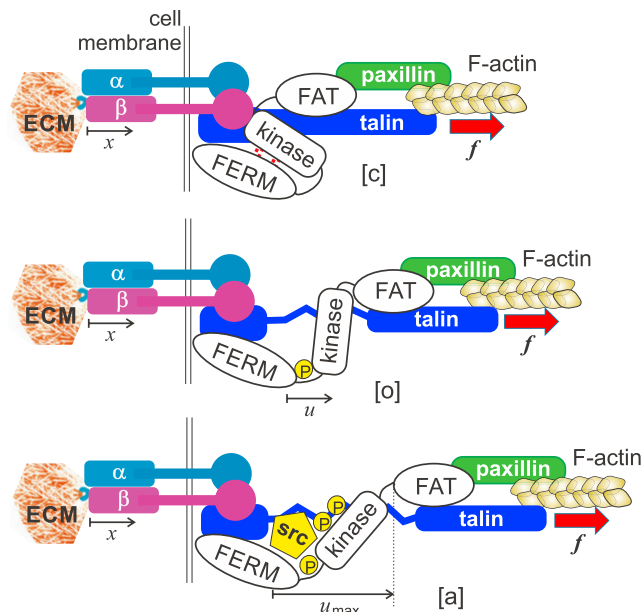 cell
membrane
α
β
ECM
x
FAT
paxillin
F-actin
kinase
talin
FERM
f
[c]
α
β
ECM
x
FAT
paxillin
F-actin
kinase
talin
FERM
P
u
f
[o]
α
β
ECM
x
FAT
paxillin
F-actin
P
P
src
kinase
talin
FERM
P
f
umax
[a]